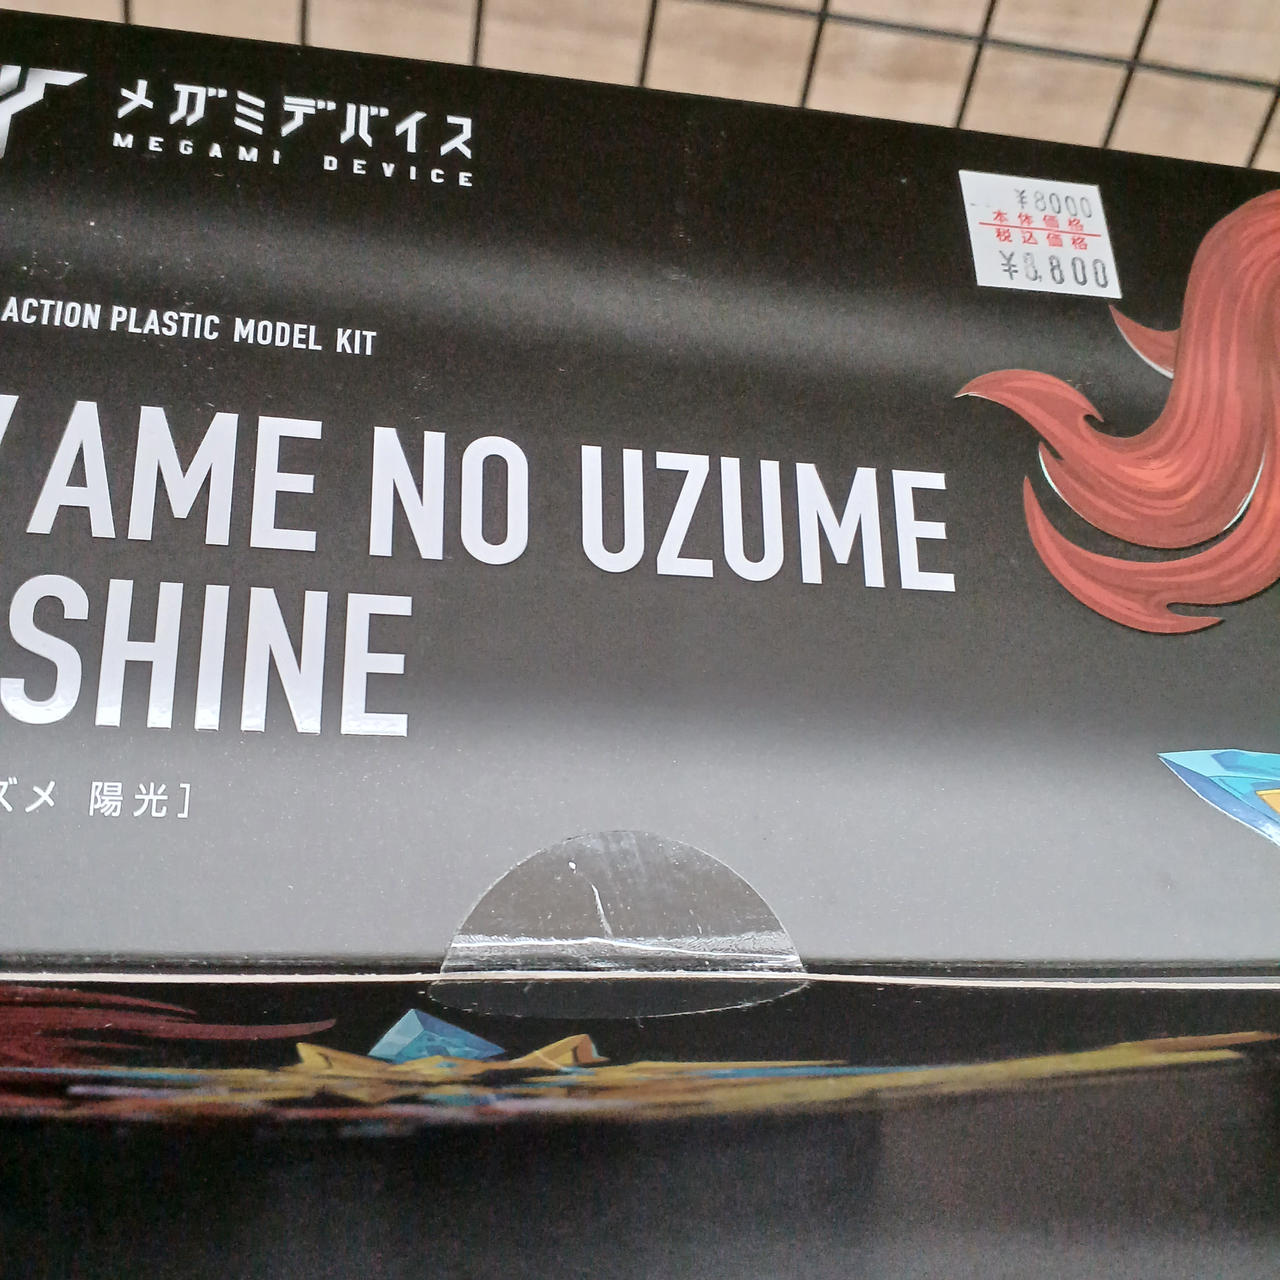 メガミデバイス
MEGAMI DEVICE
¥8000
本体価格
税込価格
¥8,800
ACTION PLASTIC MODEL KIT
AME NO UZUME
SHINE
ズメ 陽光]